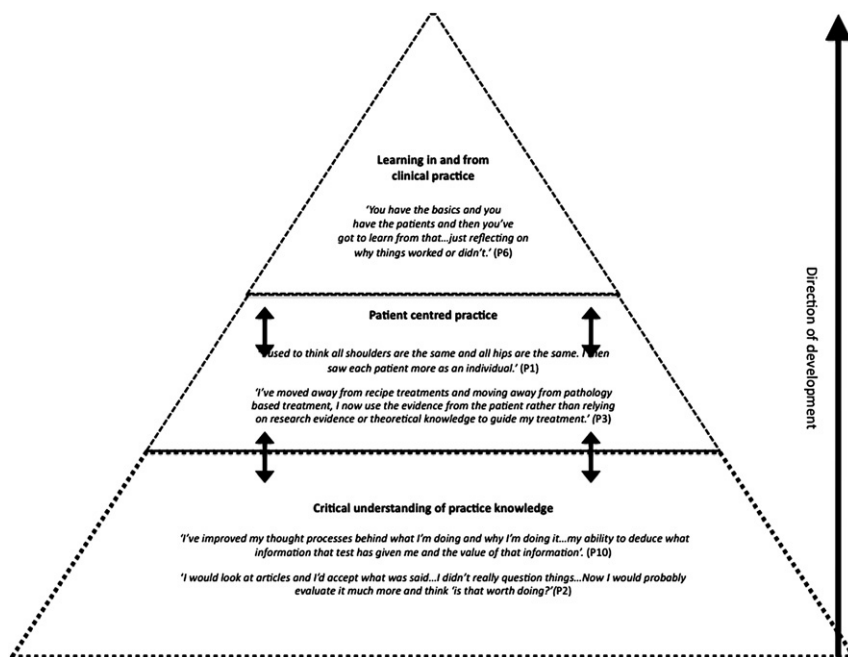 Learning in and from
clinical practice
‘You have the basics and you
have the patients and then you’ve
got to learn from that...just reflecting on
why things worked or didn’t.’ (P6)
Patient centred practice
used to think all shoulders are the same and all hips are the same. I
saw each patient more as an individual.’ (P1)
‘I’ve moved away from recipe treatments and moving away from pathology
based treatment, I now use the evidence from the patient rather than relying
on research evidence or theoretical knowledge to guide my treatment.’ (P3)
Critical understanding of practice knowledge
‘I’ve improved my thought processes behind what I’m doing and why I’m doing it...my ability to deduce what
information that test has given me and the value of that information’. (P10)
‘I would look at articles and I’d accept what was said...I didn’t really question things...Now I would probably
evaluate it much more and think ‘is that worth doing?’(P2)
Direction of development